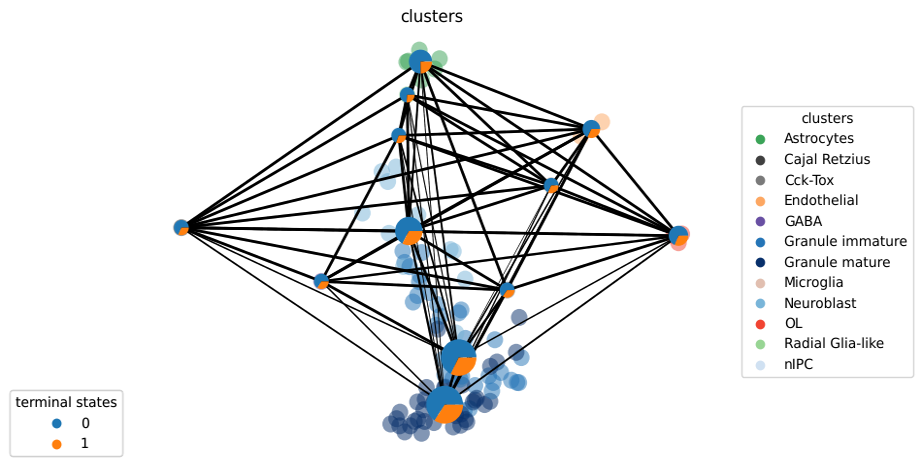 clusters
clusters
Astrocytes
Cajal Retzius
Cck-Tox
Endothelial
GABA
Granule immature
Granule mature
Microglia
Neuroblast
OL
Radial Glia-like
nIPC
terminal states
0
1